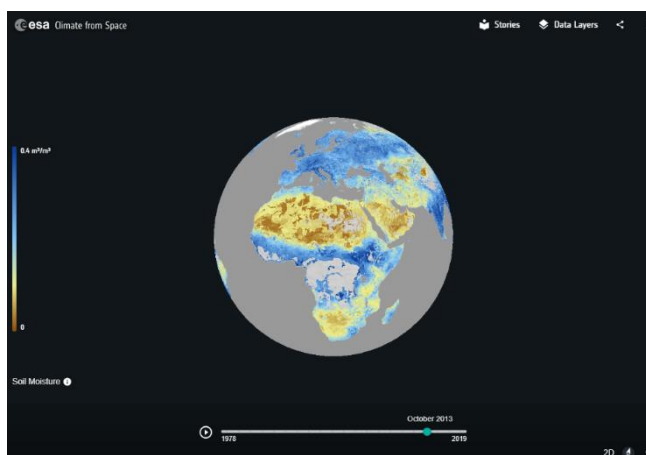 esa Climate from Space
Stories
Data Layers
0.4 m³/m³
0
Soil Moisture
October 2013
1978
2019
2D